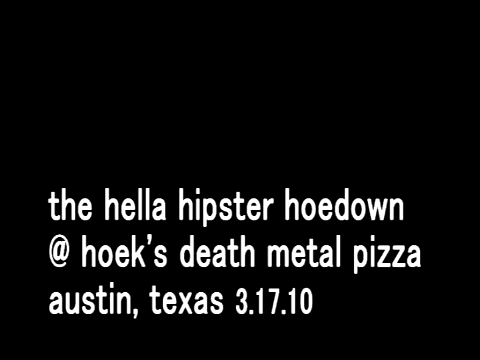 the hella hipster hoedown
@ hoek's death metal pizza
austin, texas 3.17.10